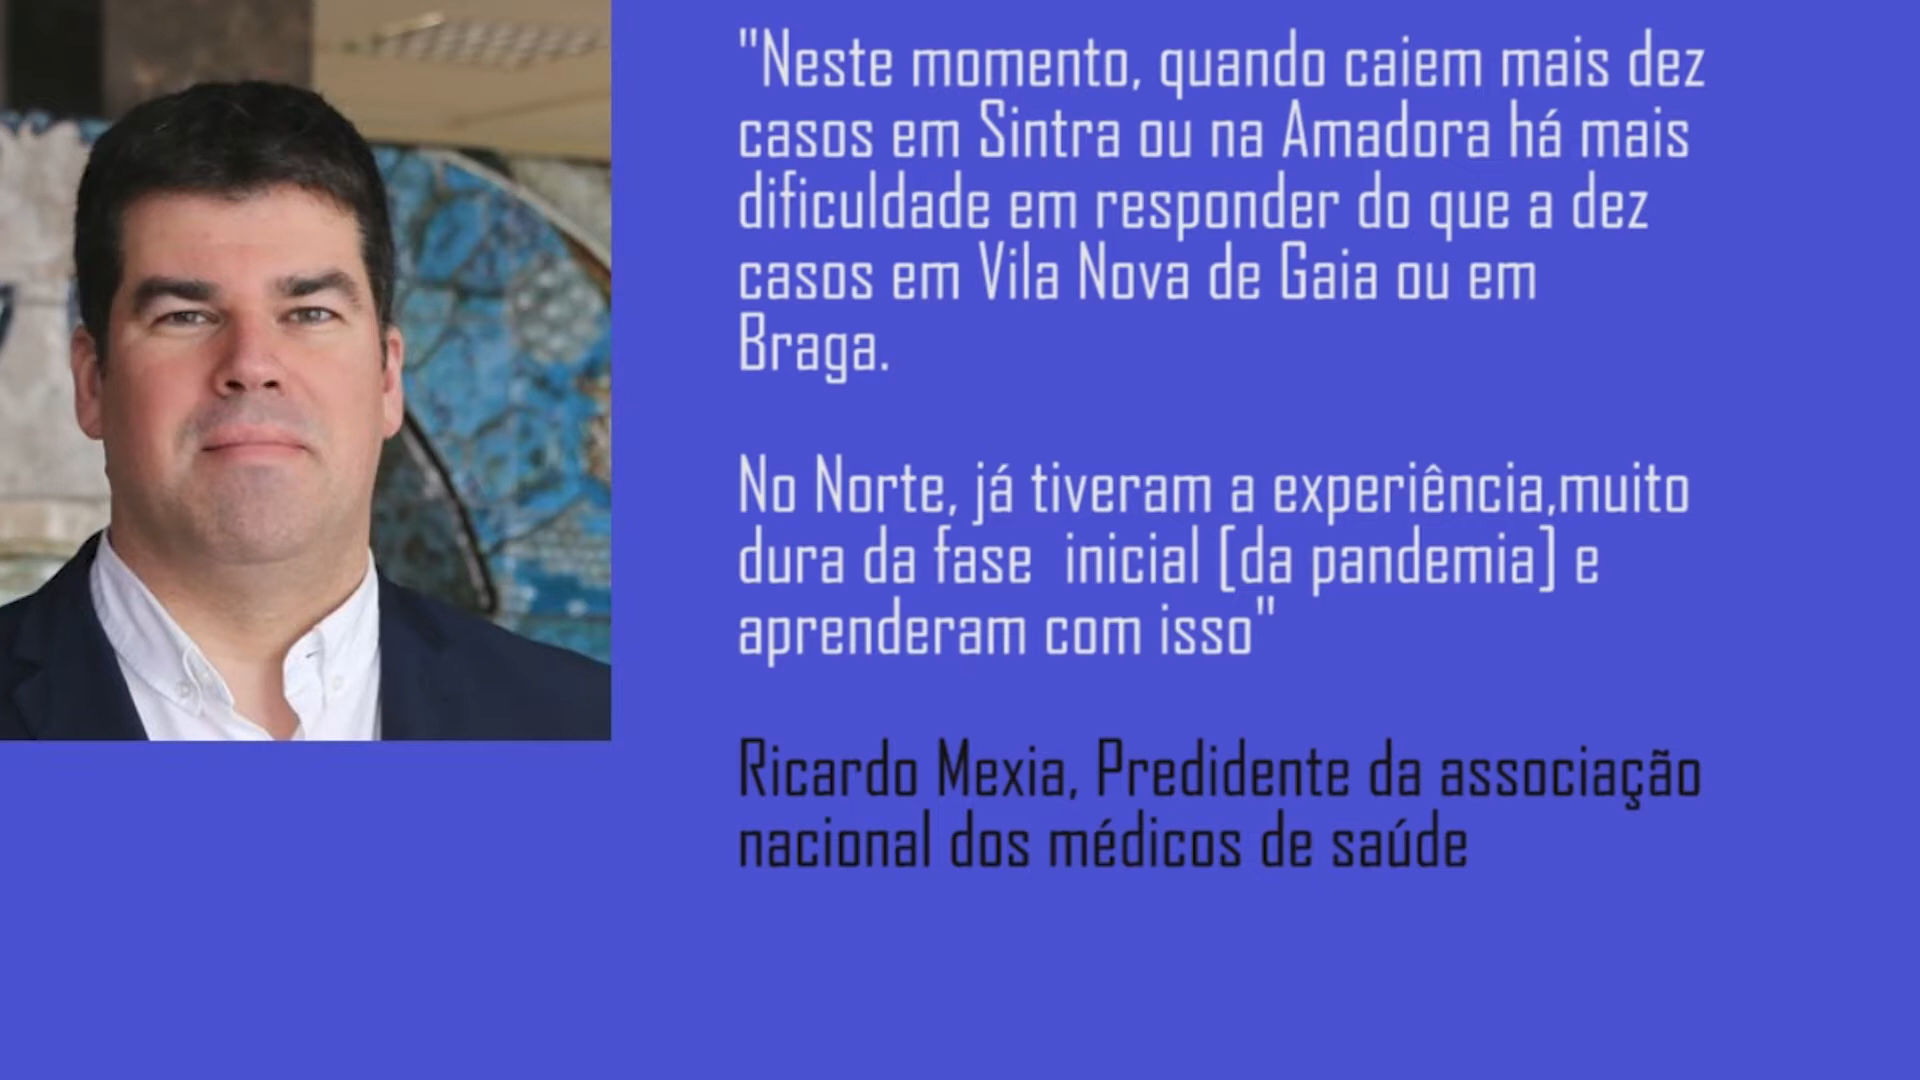 "Neste momento, quando caiem mais dez
casos em Sintra ou na Amadora há mais
dificuldade em responder do que a dez
casos em Vila Nova de Gaia ou em
Braga.
No Norte, já tiveram a experiência,muito
dura da fase inicial [da pandemia] e
aprenderam com isso"
Ricardo Mexia, Predidente da associação
nacional dos médicos de saúde